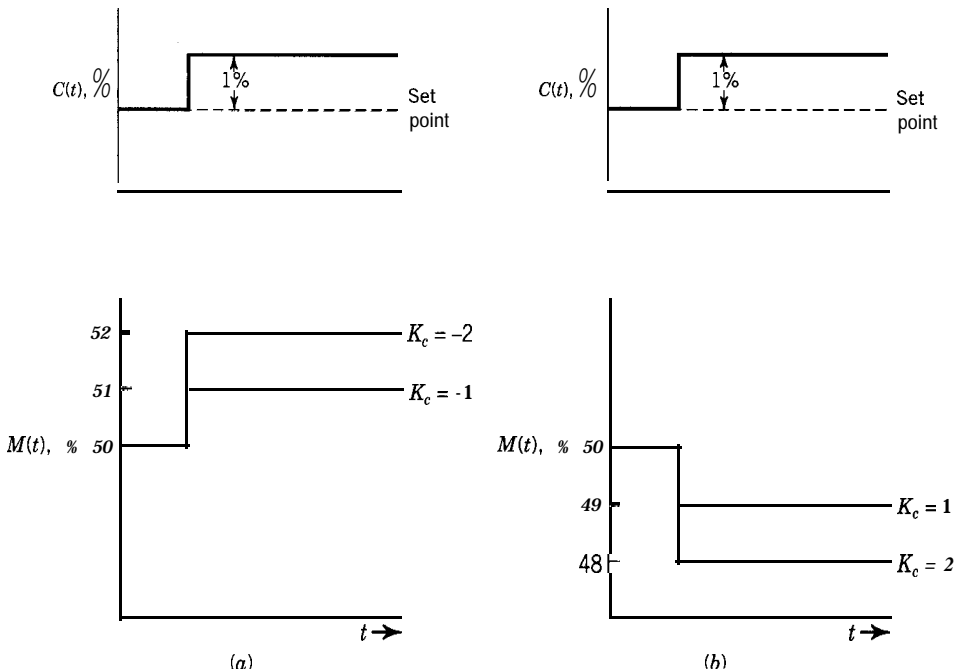 C(t), %
1%
Set
point
52
K_c = –2
51
K_c = -1
M(t), % 50
t
(a)
C(t), %
1%
Set
point
M(t), % 50
49
K_c = 1
48
K_c = 2
t
(b)